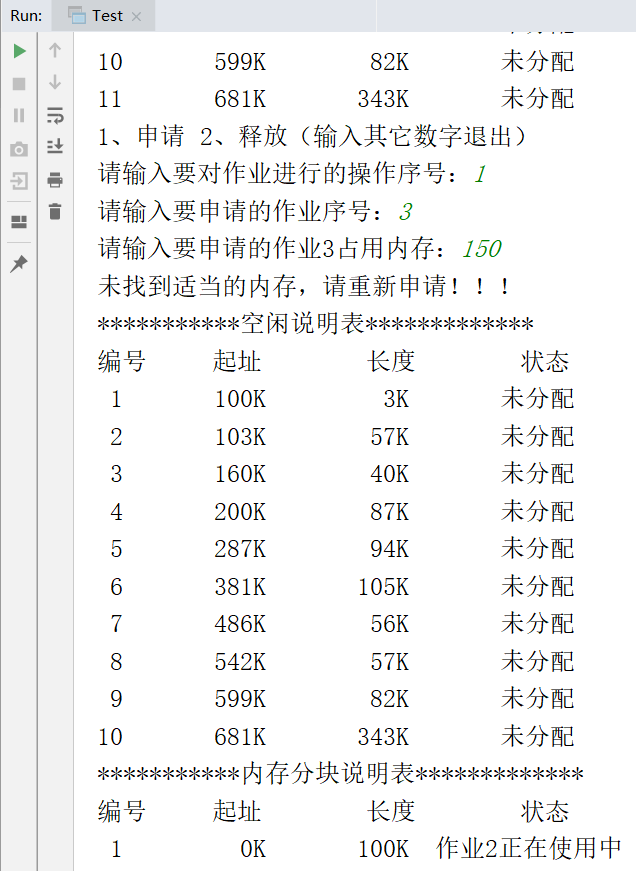 Run: Test
10 599K 82K 未分配
11 681K 343K 未分配
1、申请 2、释放（输入其它数字退出）
请输入要对作业进行的操作序号：1
请输入要申请的作业序号：3
请输入要申请的作业3占用内存：150
未找到适当的内存，请重新申请！！！
***********空闲说明表*************
编号 起址 长度 状态
1 100K 3K 未分配
2 103K 57K 未分配
3 160K 40K 未分配
4 200K 87K 未分配
5 287K 94K 未分配
6 381K 105K 未分配
7 486K 56K 未分配
8 542K 57K 未分配
9 599K 82K 未分配
10 681K 343K 未分配
***********内存分块说明表*************
编号 起址 长度 状态
1 0K 100K 作业2正在使用中